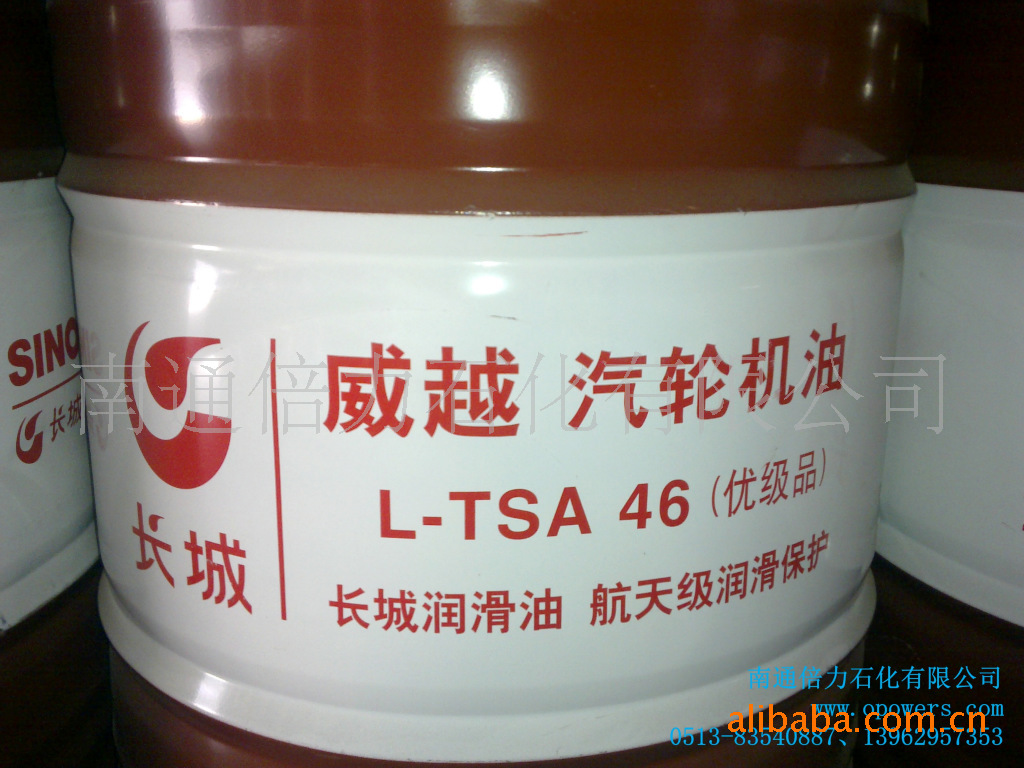 SINO
长城
南通倍力石化有限公司
长城
威越 汽轮机油
L-TSA 46 (优级品)
长城润滑油 航天级润滑保护
南通倍力石化有限公司
www.opowers.com
alibaba.com.cn
0513-83540887、13962957353